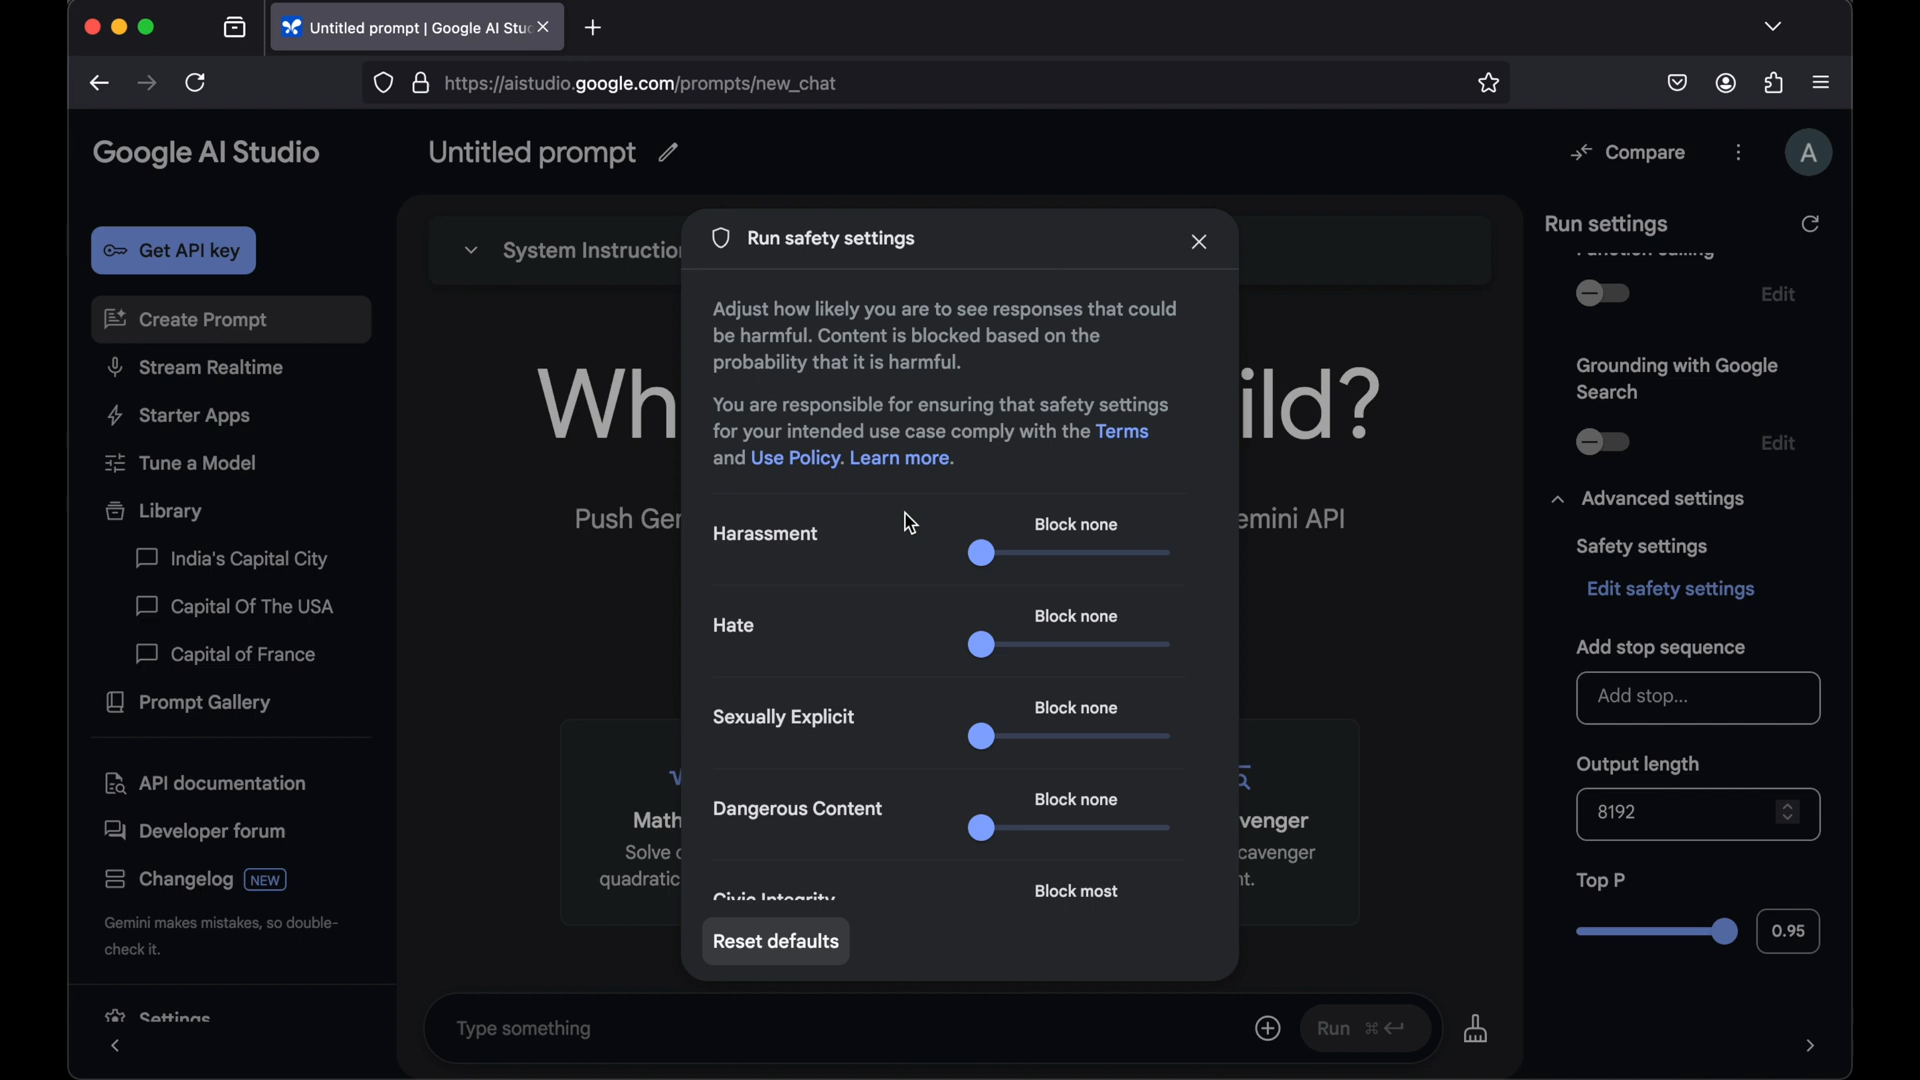 Untitled prompt | Google AI Stu
https://aistudio.google.com/prompts/new_chat
Google AI Studio
Untitled prompt
Compare
A
Get API key
Create Prompt
Stream Realtime
Starter Apps
Tune a Model
Library
India's Capital City
Capital Of The USA
Capital of France
Prompt Gallery
API documentation
Developer forum
Changelog NEW
Gemini makes mistakes, so double-
check it.
Settings
System Instruction
Wh
ild?
Push Ger
emini API
Math
Solve
quadratic
venger
cavenger
nt.
Type something
Run ⌘
Run safety settings
Adjust how likely you are to see responses that could
be harmful. Content is blocked based on the
probability that it is harmful.
You are responsible for ensuring that safety settings
for your intended use case comply with the Terms
and Use Policy. Learn more.
Harassment
Block none
Hate
Block none
Sexually Explicit
Block none
Dangerous Content
Block none
Civic Integrity
Block most
Reset defaults
Run settings
Function calling
Edit
Grounding with Google
Search
Edit
Advanced settings
Safety settings
Edit safety settings
Add stop sequence
Add stop...
Output length
8192
Top P
0.95